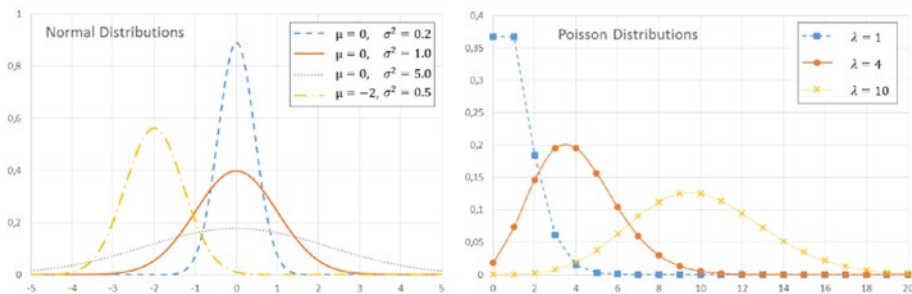 Normal Distributions
μ = 0, σ² = 0.2
μ = 0, σ² = 1.0
μ = 0, σ² = 5.0
μ = −2, σ² = 0.5
1
0,8
0,6
0,4
0,2
0
-5 -4 -3 -2 -1 0 1 2 3 4 5
Poisson Distributions
λ = 1
λ = 4
λ = 10
0,4
0,35
0,3
0,25
0,2
0,15
0,1
0,05
0
0 2 4 6 8 10 12 14 16 18 20